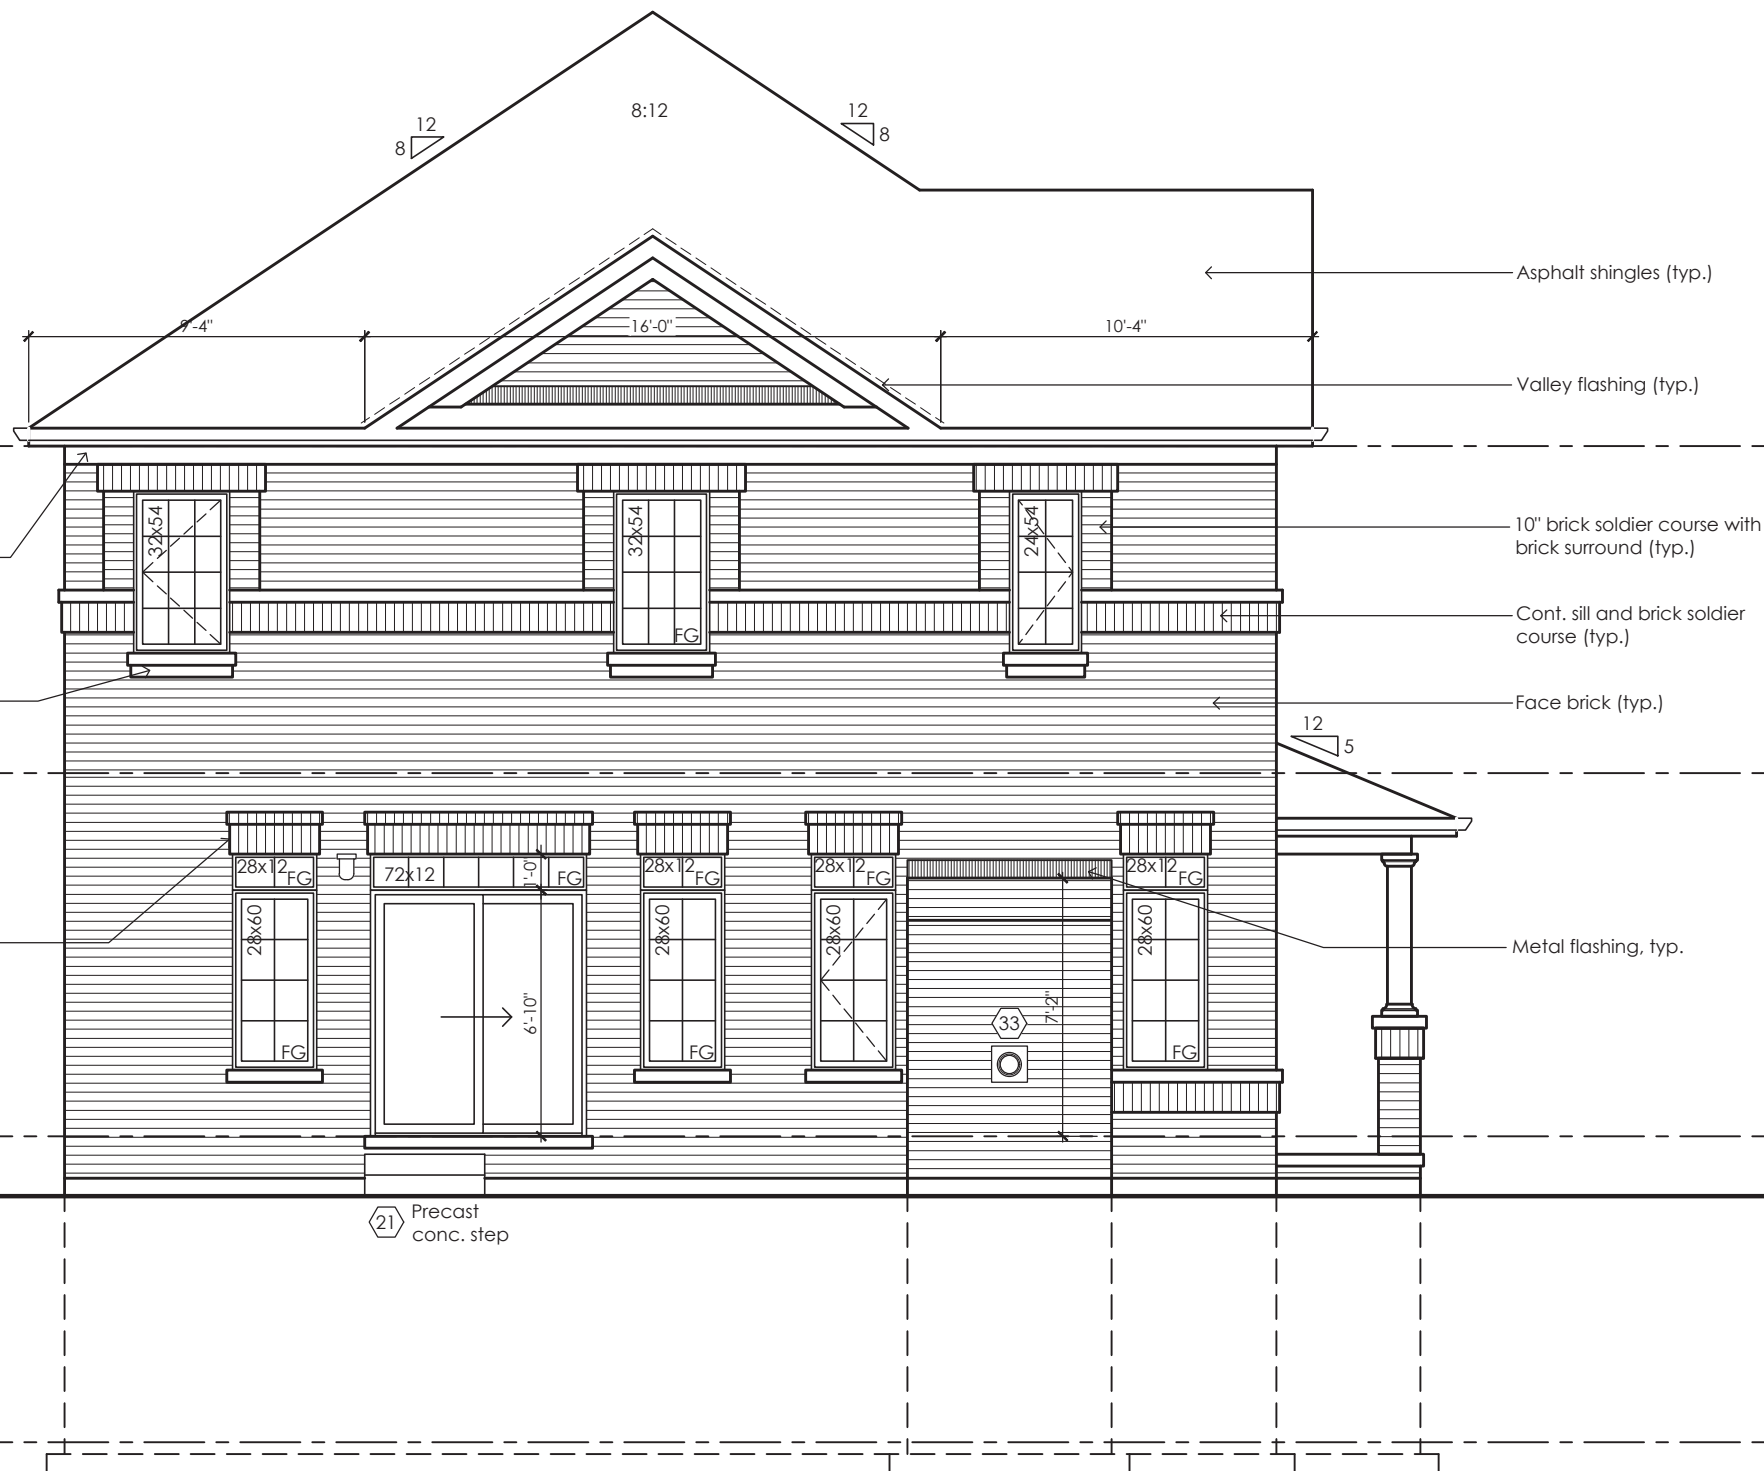 8:12
12
8
12
8
Asphalt shingles (typ.)
9'-4"
16'-0"
10'-4"
Valley flashing (typ.)
32x54
32x54
FG
24x54
10" brick soldier course with
brick surround (typ.)
Cont. sill and brick soldier
course (typ.)
Face brick (typ.)
12
5
28x12
FG
72x12
FG
1'-0"
28x12
FG
28x12
FG
28x12
FG
28x60
FG
6'-10"
28x60
FG
28x60
28x60
FG
Metal flashing, typ.
33
7'-2"
21
Precast
conc. step